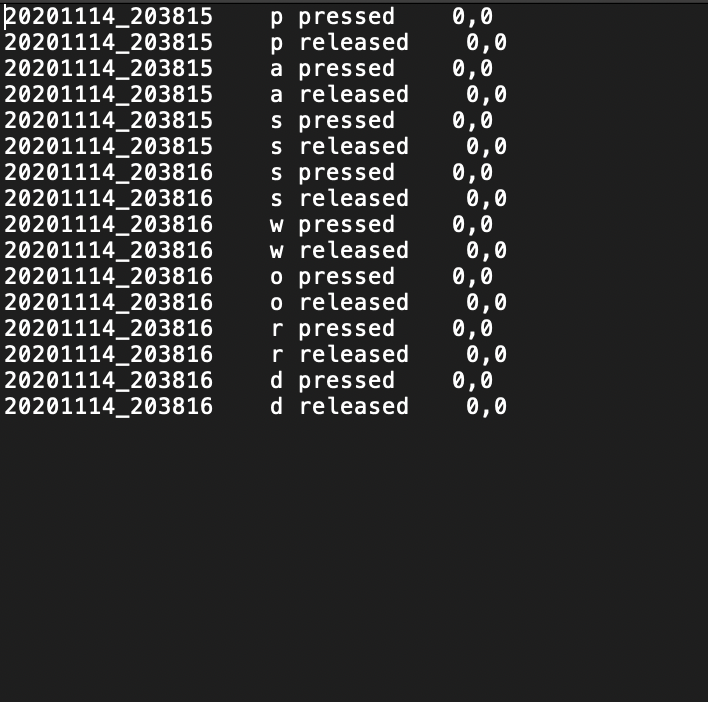 20201114_203815    p pressed    0,0
20201114_203815    p released    0,0
20201114_203815    a pressed    0,0
20201114_203815    a released    0,0
20201114_203815    s pressed    0,0
20201114_203815    s released    0,0
20201114_203816    s pressed    0,0
20201114_203816    s released    0,0
20201114_203816    w pressed    0,0
20201114_203816    w released    0,0
20201114_203816    o pressed    0,0
20201114_203816    o released    0,0
20201114_203816    r pressed    0,0
20201114_203816    r released    0,0
20201114_203816    d pressed    0,0
20201114_203816    d released    0,0